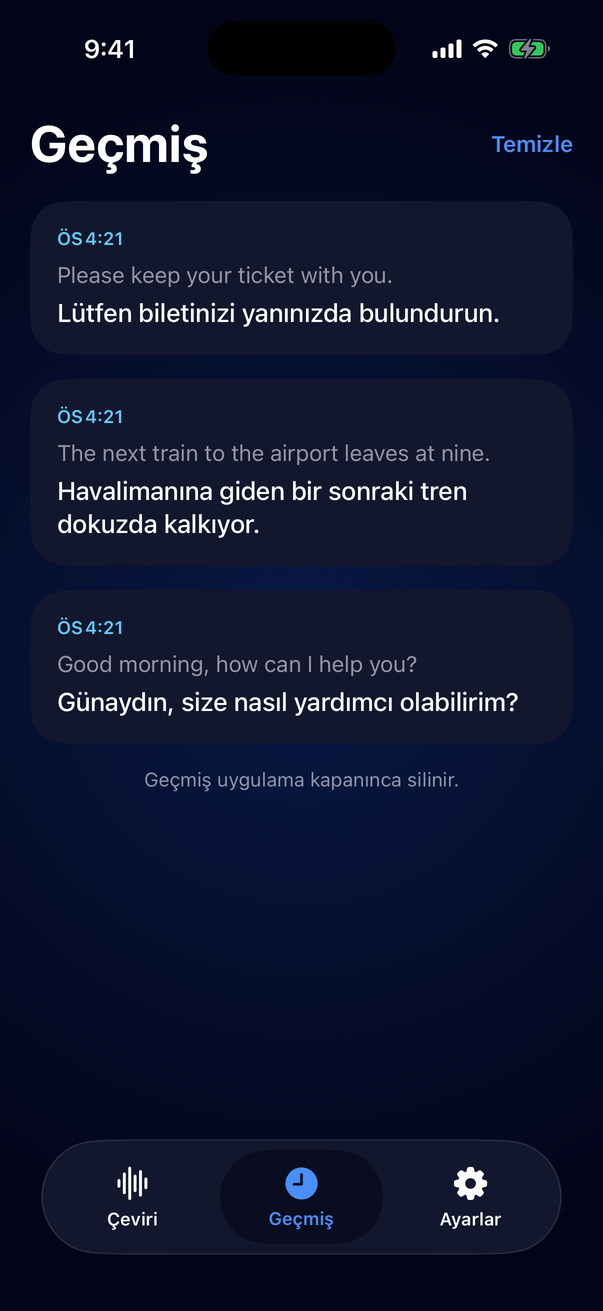 9:41
Geçmiş
Temizle
ÖS 4:21
Please keep your ticket with you.
Lütfen biletinizi yanınızda bulundurun.
ÖS 4:21
The next train to the airport leaves at nine.
Havalimanına giden bir sonraki tren
dokuzda kalkıyor.
ÖS 4:21
Good morning, how can I help you?
Günaydın, size nasıl yardımcı olabilirim?
Geçmiş uygulama kapanınca silinir.
Çeviri
Geçmiş
Ayarlar